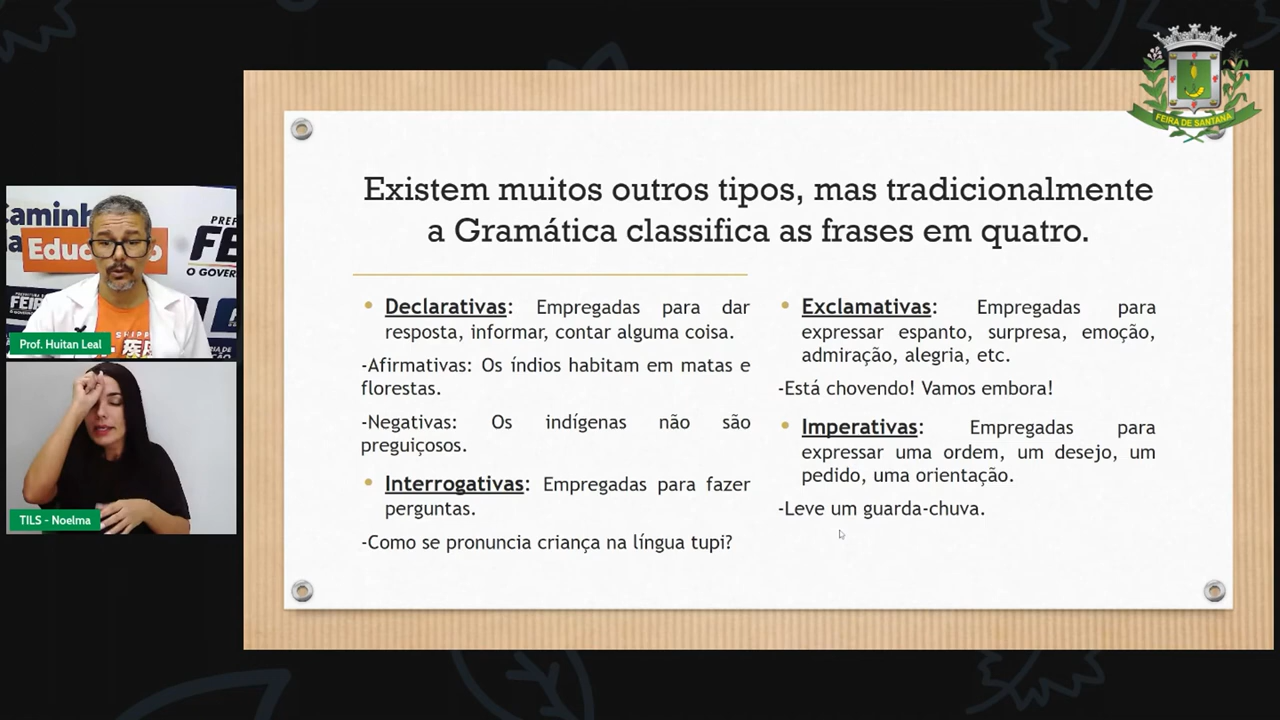 FEIRA DE SANTANA
Existem muitos outros tipos, mas tradicionalmente
a Gramática classifica as frases em quatro.
• Declarativas: Empregadas para dar
resposta, informar, contar alguma coisa.
-Afirmativas: Os índios habitam em matas e
florestas.
-Negativas: Os indígenas não são
preguiçosos.
• Interrogativas: Empregadas para fazer
perguntas.
-Como se pronuncia criança na língua tupi?
• Exclamativas: Empregadas para
expressar espanto, surpresa, emoção,
admiração, alegria, etc.
-Está chovendo! Vamos embora!
• Imperativas: Empregadas para
expressar uma ordem, um desejo, um
pedido, uma orientação.
-Leve um guarda-chuva.
Educ
O GOVER
Prof. Huitan Leal
TILS - Noelma